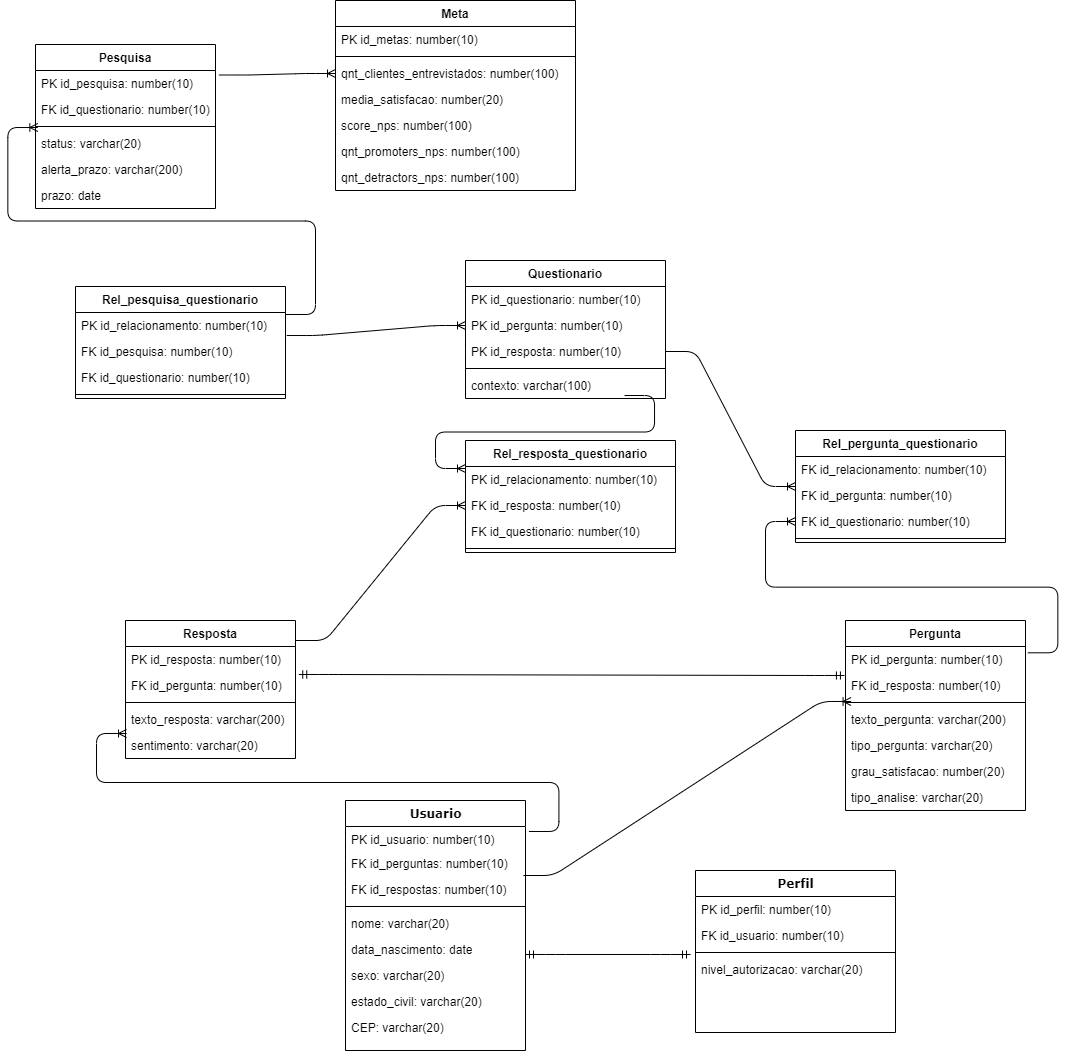 Meta
PK id_metas: number(10)
qnt_clientes_entrevistados: number(100)
media_satisfacao: number(20)
score_nps: number(100)
qnt_promoters_nps: number(100)
qnt_detractors_nps: number(100)
Pesquisa
PK id_pesquisa: number(10)
FK id_questionario: number(10)
status: varchar(20)
alerta_prazo: varchar(200)
prazo: date
Rel_pesquisa_questionario
PK id_relacionamento: number(10)
FK id_pesquisa: number(10)
FK id_questionario: number(10)
Questionario
PK id_questionario: number(10)
PK id_pergunta: number(10)
PK id_resposta: number(10)
contexto: varchar(100)
Rel_resposta_questionario
PK id_relacionamento: number(10)
FK id_resposta: number(10)
FK id_questionario: number(10)
Rel_pergunta_questionario
FK id_relacionamento: number(10)
FK id_pergunta: number(10)
FK id_questionario: number(10)
Resposta
PK id_resposta: number(10)
FK id_pergunta: number(10)
texto_resposta: varchar(200)
sentimento: varchar(20)
Pergunta
PK id_pergunta: number(10)
FK id_resposta: number(10)
texto_pergunta: varchar(200)
tipo_pergunta: varchar(20)
grau_satisfacao: number(20)
tipo_analise: varchar(20)
Usuario
PK id_usuario: number(10)
FK id_perguntas: number(10)
FK id_respostas: number(10)
nome: varchar(20)
data_nascimento: date
sexo: varchar(20)
estado_civil: varchar(20)
CEP: varchar(20)
Perfil
PK id_perfil: number(10)
FK id_usuario: number(10)
nivel_autorizacao: varchar(20)